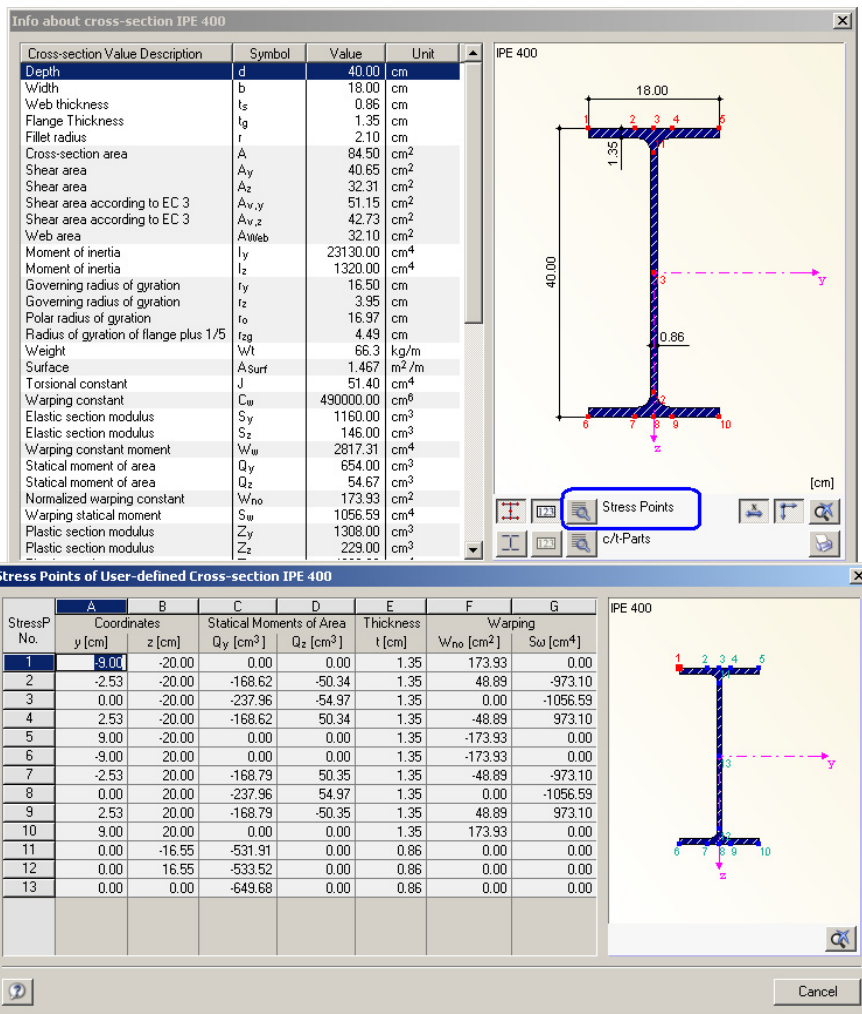 Info about cross-section IPE 400
Cross-section Value Description Symbol Value Unit
Depth d 40.00 cm
Width b 18.00 cm
Web thickness ts 0.86 cm
Flange Thickness tg 1.35 cm
Fillet radius r 2.10 cm
Cross-section area A 84.50 cm2
Shear area Ay 40.65 cm2
Shear area Az 32.31 cm2
Shear area according to EC 3 Av,y 51.15 cm2
Shear area according to EC 3 Av,z 42.73 cm2
Web area AWeb 32.10 cm2
Moment of inertia Iy 23130.00 cm4
Moment of inertia Iz 1320.00 cm4
Governing radius of gyration ry 16.50 cm
Governing radius of gyration rz 3.95 cm
Polar radius of gyration ro 16.97 cm
Radius of gyration of flange plus 1/5 rzg 4.49 cm
Weight Wt 66.3 kg/m
Surface Asurf 1.467 m2/m
Torsional constant J 51.40 cm4
Warping constant Cw 490000.00 cm6
Elastic section modulus Sy 1160.00 cm3
Elastic section modulus Sz 146.00 cm3
Warping constant moment Ww 2817.31 cm4
Statical moment of area Qy 654.00 cm3
Statical moment of area Qz 54.67 cm3
Normalized warping constant Wno 173.93 cm2
Warping statical moment Sw 1056.59 cm4
Plastic section modulus Zy 1308.00 cm3
Plastic section modulus Zz 229.00 cm3
IPE 400
18.00
1 2 3 4 5
1.35
1
40.00
3
y
0.86
2
6 7 8 9 10
z
[cm]
Stress Points
c/t-Parts
Stress Points of User-defined Cross-section IPE 400
A B C D E F G
StressP Coordinates Statical Moments of Area Thickness Warping
No. y [cm] z [cm] Qy [cm3] Qz [cm3] t [cm] Wno [cm2] Sω [cm4]
1 -9.00 -20.00 0.00 0.00 1.35 173.93 0.00
2 -2.53 -20.00 -168.62 -50.34 1.35 48.89 -973.10
3 0.00 -20.00 -237.96 -54.97 1.35 0.00 -1056.59
4 2.53 -20.00 -168.62 50.34 1.35 -48.89 973.10
5 9.00 -20.00 0.00 0.00 1.35 -173.93 0.00
6 -9.00 20.00 0.00 0.00 1.35 -173.93 0.00
7 -2.53 20.00 -168.79 50.35 1.35 -48.89 -973.10
8 0.00 20.00 -237.96 54.97 1.35 0.00 -1056.59
9 2.53 20.00 -168.79 -50.35 1.35 48.89 973.10
10 9.00 20.00 0.00 0.00 1.35 173.93 0.00
11 0.00 -16.55 -531.91 0.00 0.86 0.00 0.00
12 0.00 16.55 -533.52 0.00 0.86 0.00 0.00
13 0.00 0.00 -649.68 0.00 0.86 0.00 0.00
IPE 400
1 2 3 4 5
13
y
6 7 8 9 10
z
Cancel